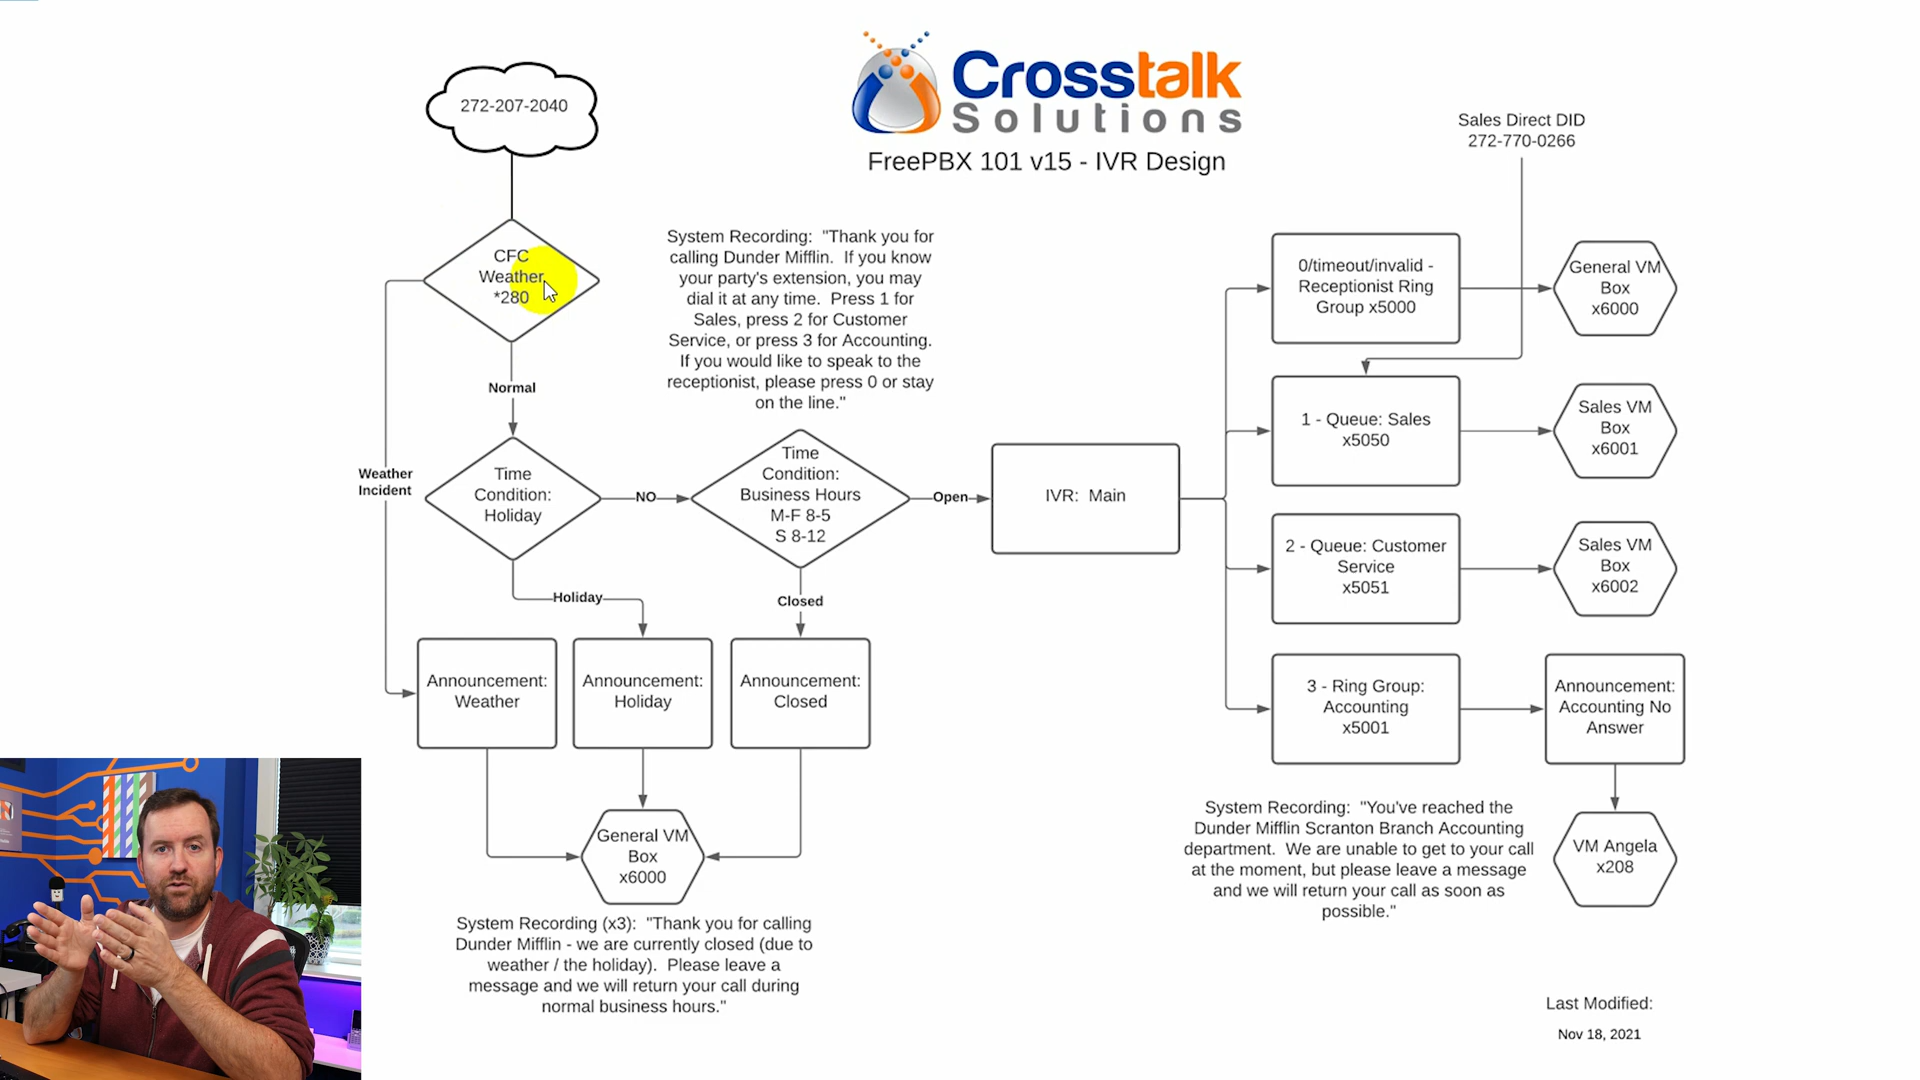 272-207-2040
Crosstalk
Solutions
FreePBX 101 v15 - IVR Design
Sales Direct DID
272-770-0266
CFC
Weather
*280
System Recording:  "Thank you for
calling Dunder Mifflin.  If you know
your party's extension, you may
dial it at any time.  Press 1 for
Sales, press 2 for Customer
Service, or press 3 for Accounting.
If you would like to speak to the
receptionist, please press 0 or stay
on the line."
0/timeout/invalid -
Receptionist Ring
Group x5000
General VM
Box
x6000
Normal
1 - Queue: Sales
x5050
Sales VM
Box
x6001
Weather
Incident
Time
Condition:
Holiday
NO
Time
Condition:
Business Hours
M-F 8-5
S 8-12
Open
IVR:  Main
2 - Queue: Customer
Service
x5051
Sales VM
Box
x6002
Holiday
Closed
Announcement:
Weather
Announcement:
Holiday
Announcement:
Closed
3 - Ring Group:
Accounting
x5001
Announcement:
Accounting No
Answer
General VM
Box
x6000
System Recording:  "You've reached the
Dunder Mifflin Scranton Branch Accounting
department.  We are unable to get to your call
at the moment, but please leave a message
and we will return your call as soon as
possible."
VM Angela
x208
System Recording (x3):  "Thank you for calling
Dunder Mifflin - we are currently closed (due to
weather / the holiday).  Please leave a
message and we will return your call during
normal business hours."
Last Modified:
Nov 18, 2021